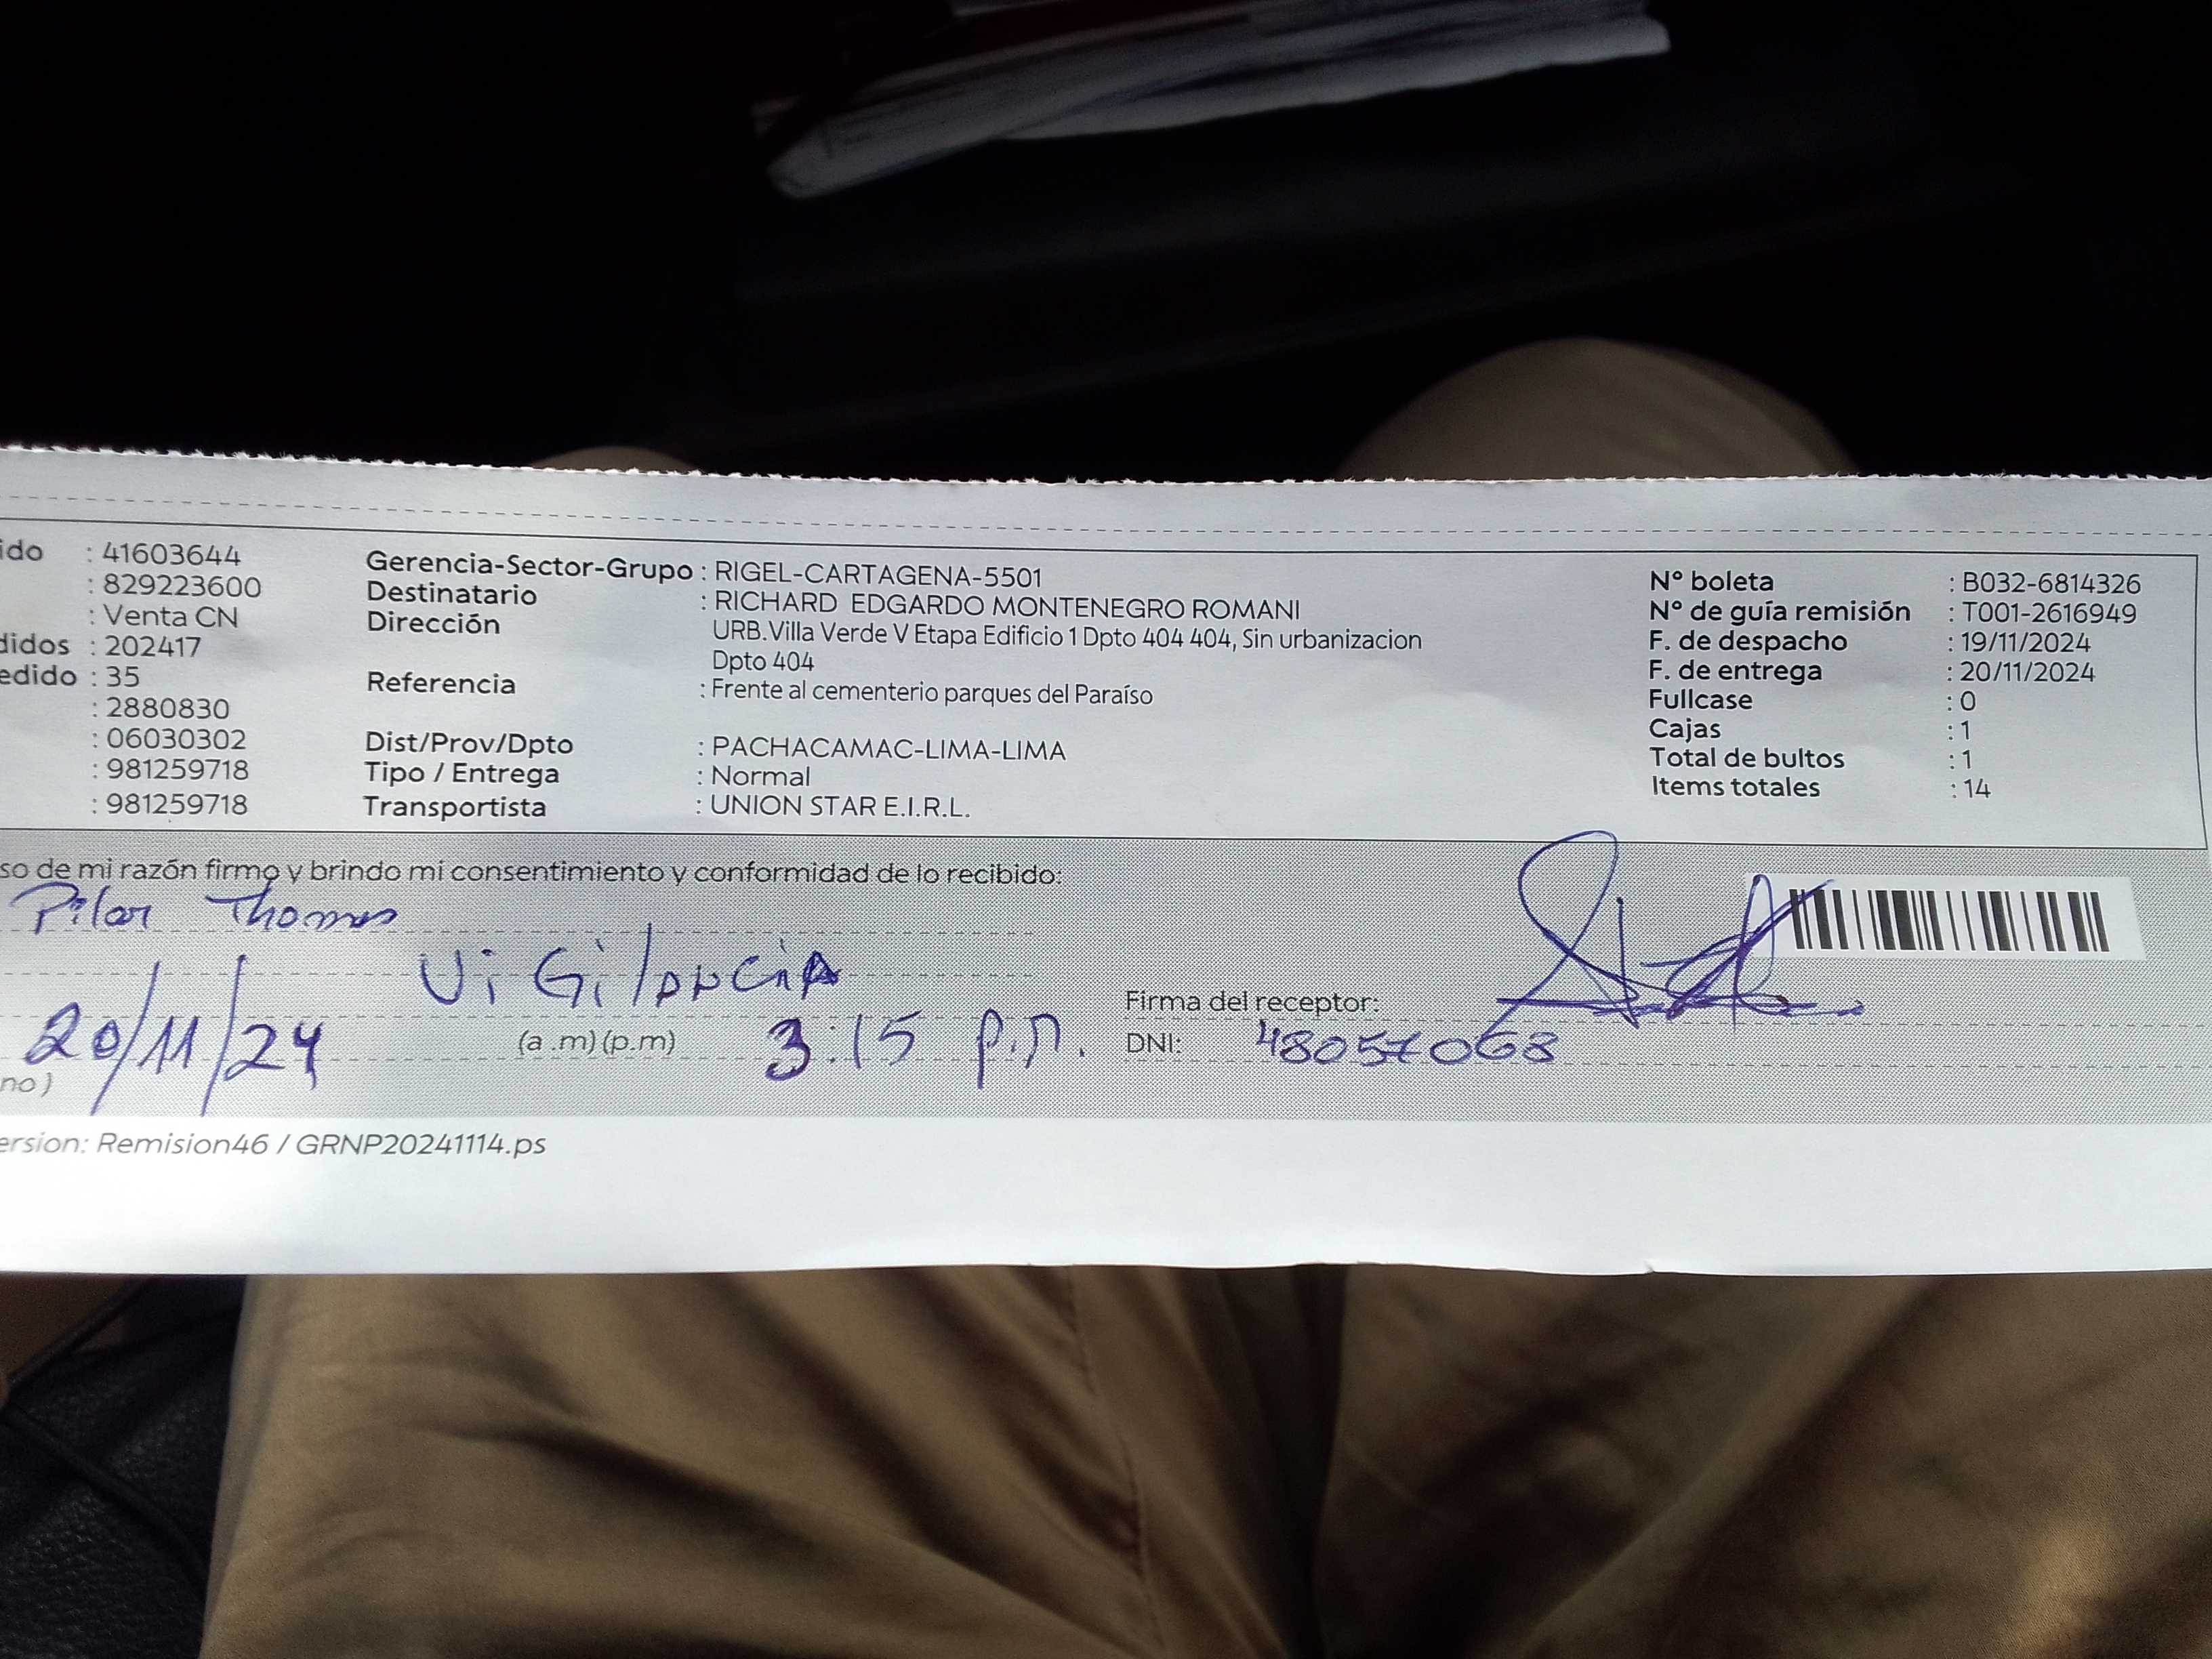 ido : 41603644
: 829223600
: Venta CN
didos : 202417
edido : 35
: 2880830
: 06030302
: 981259718
: 981259718
Gerencia-Sector-Grupo : RIGEL-CARTAGENA-5501
Destinatario : RICHARD EDGARDO MONTENEGRO ROMANI
Dirección URB.Villa Verde V Etapa Edificio 1 Dpto 404 404, Sin urbanizacion
Dpto 404
Referencia : Frente al cementerio parques del Paraíso
Dist/Prov/Dpto : PACHACAMAC-LIMA-LIMA
Tipo / Entrega : Normal
Transportista : UNION STAR E.I.R.L.
N° boleta : B032-6814326
N° de guía remisión : T001-2616949
F. de despacho : 19/11/2024
F. de entrega : 20/11/2024
Fullcase : 0
Cajas : 1
Total de bultos : 1
Items totales : 14
so de mi razón firmo y brindo mi consentimiento y conformidad de lo recibido:
Pilar Thomas
ViGilancia
Firma del receptor:
20/11/24 (a .m) (p.m) 3:15 p.m. DNI: 48057068
no)
ersion: Remision46 / GRNP20241114.ps